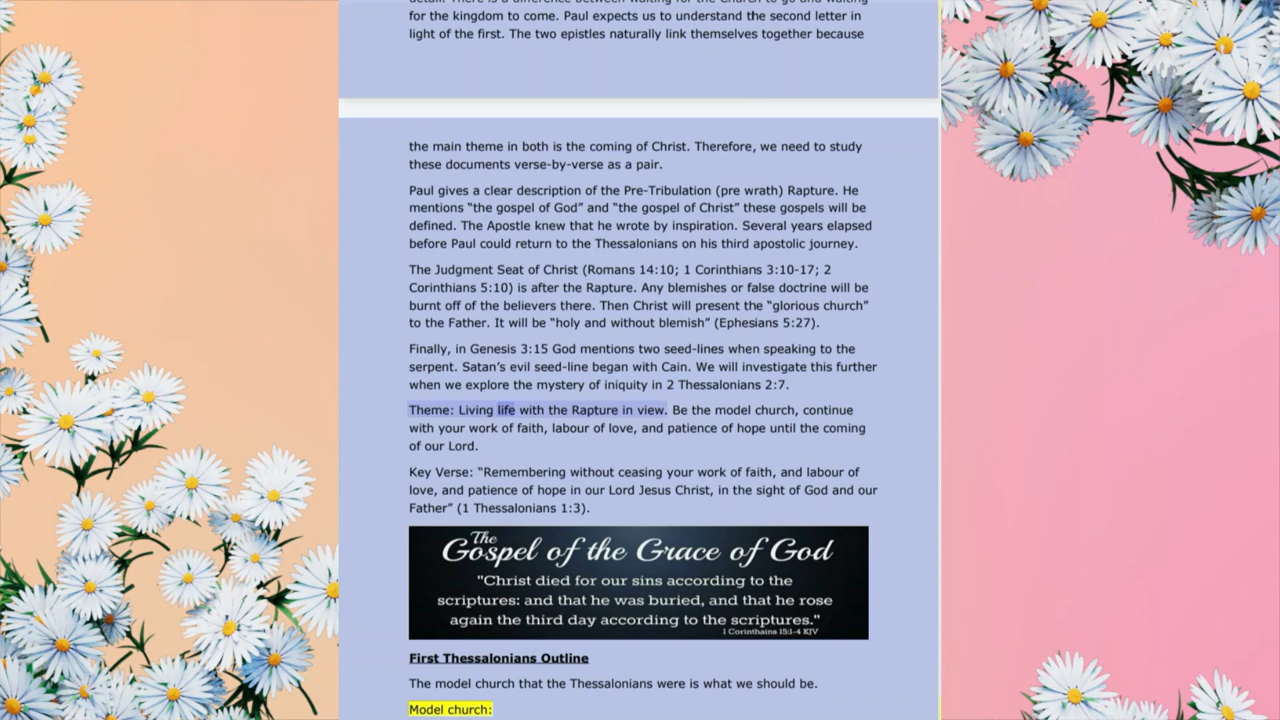 for the kingdom to come. Paul expects us to understand the second letter in
light of the first. The two epistles naturally link themselves together because
the main theme in both is the coming of Christ. Therefore, we need to study
these documents verse-by-verse as a pair.
Paul gives a clear description of the Pre-Tribulation (pre wrath) Rapture. He
mentions “the gospel of God” and “the gospel of Christ” these gospels will be
defined. The Apostle knew that he wrote by inspiration. Several years elapsed
before Paul could return to the Thessalonians on his third apostolic journey.
The Judgment Seat of Christ (Romans 14:10; 1 Corinthians 3:10-17; 2
Corinthians 5:10) is after the Rapture. Any blemishes or false doctrine will be
burnt off of the believers there. Then Christ will present the “glorious church”
to the Father. It will be “holy and without blemish” (Ephesians 5:27).
Finally, in Genesis 3:15 God mentions two seed-lines when speaking to the
serpent. Satan’s evil seed-line began with Cain. We will investigate this further
when we explore the mystery of iniquity in 2 Thessalonians 2:7.
Theme: Living life with the Rapture in view. Be the model church, continue
with your work of faith, labour of love, and patience of hope until the coming
of our Lord.
Key Verse: “Remembering without ceasing your work of faith, and labour of
love, and patience of hope in our Lord Jesus Christ, in the sight of God and our
Father” (1 Thessalonians 1:3).
The Gospel of the Grace of God
"Christ died for our sins according to the
scriptures: and that he was buried, and that he rose
again the third day according to the scriptures."
1 Corinthains 15:1-4 KJV
First Thessalonians Outline
The model church that the Thessalonians were is what we should be.
Model church: